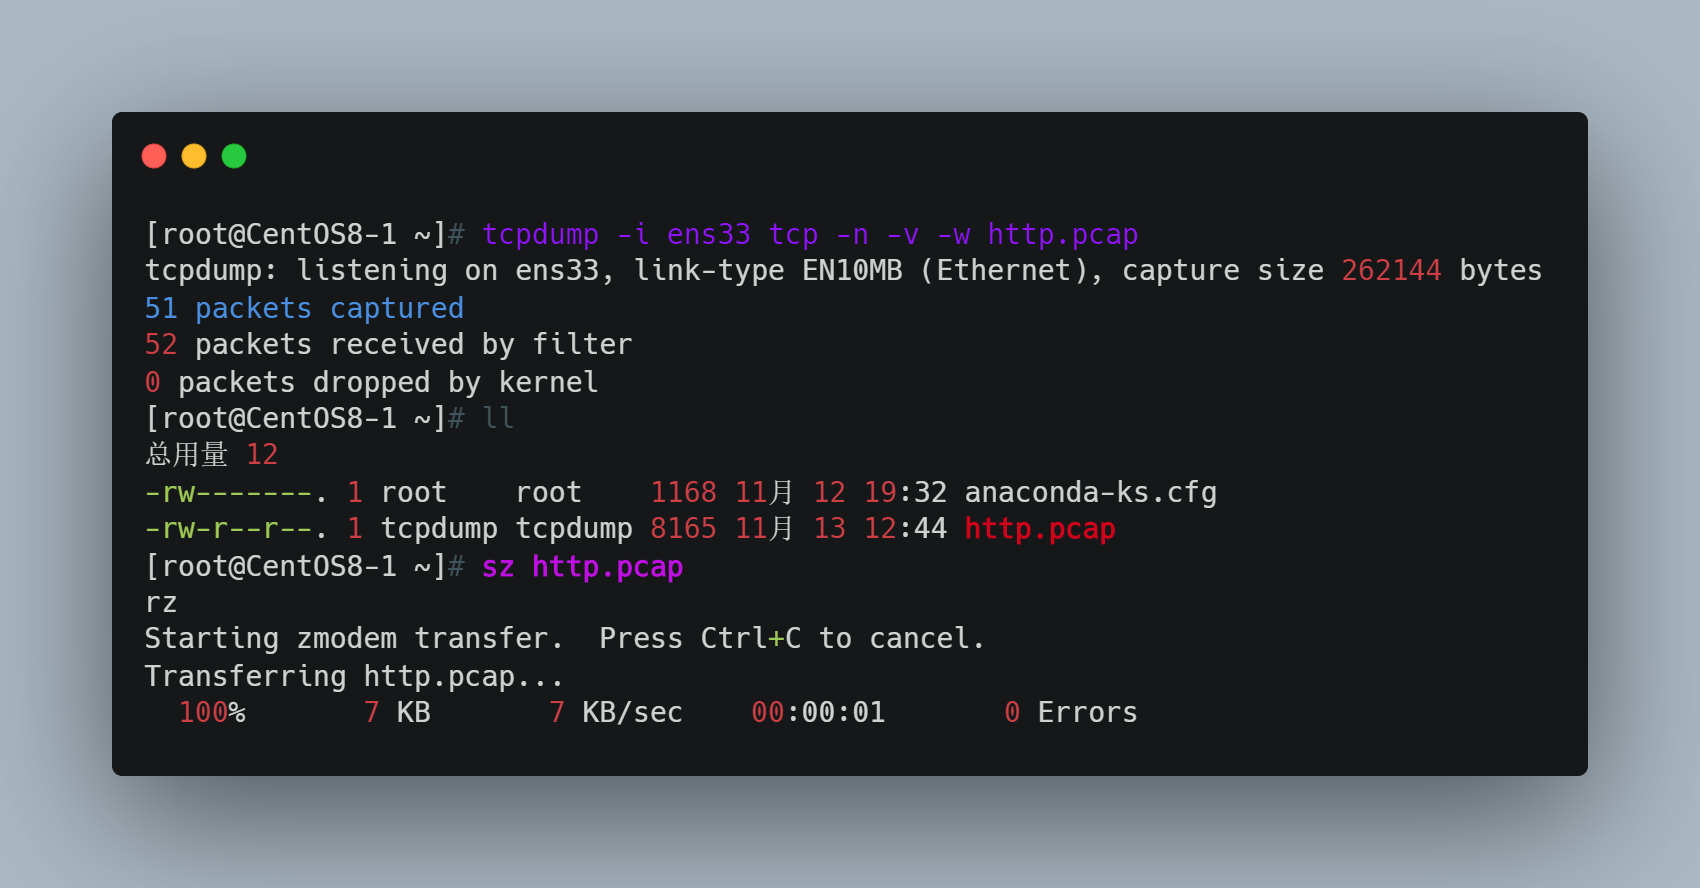 [root@CentOS8-1 ~]# tcpdump -i ens33 tcp -n -v -w http.pcap
tcpdump: listening on ens33, link-type EN10MB (Ethernet), capture size 262144 bytes
51 packets captured
52 packets received by filter
0 packets dropped by kernel
[root@CentOS8-1 ~]# ll
总用量 12
-rw-------. 1 root    root    1168 11月 12 19:32 anaconda-ks.cfg
-rw-r--r--. 1 tcpdump tcpdump 8165 11月 13 12:44 http.pcap
[root@CentOS8-1 ~]# sz http.pcap
rz
Starting zmodem transfer.  Press Ctrl+C to cancel.
Transferring http.pcap...
  100%       7 KB       7 KB/sec    00:00:01       0 Errors